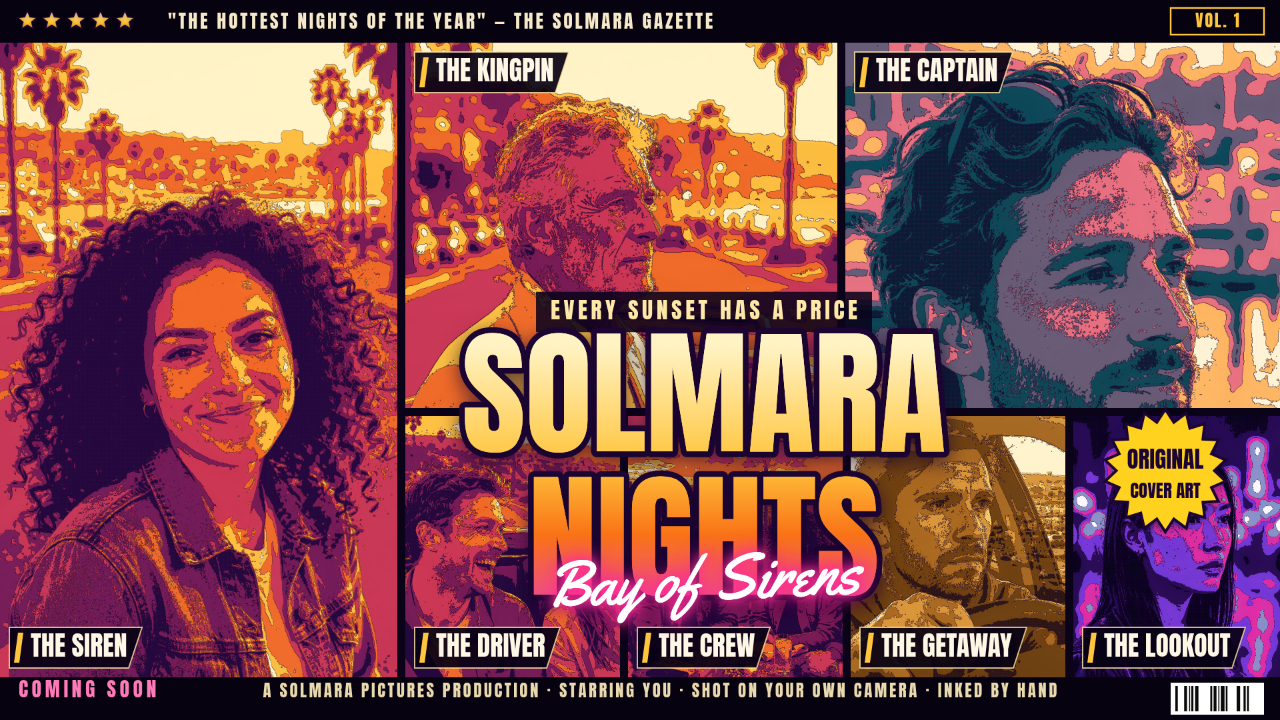 "THE HOTTEST NIGHTS OF THE YEAR" – THE SOLMARA GAZETTE
VOL. 1
THE KINGPIN
THE CAPTAIN
EVERY SUNSET HAS A PRICE
SOLMARA
NIGHTS
Bay of Sirens
ORIGINAL
COVER ART
THE SIREN
THE DRIVER
THE CREW
THE GETAWAY
THE LOOKOUT
COMING SOON
A SOLMARA PICTURES PRODUCTION · STARRING YOU · SHOT ON YOUR OWN CAMERA · INKED BY HAND